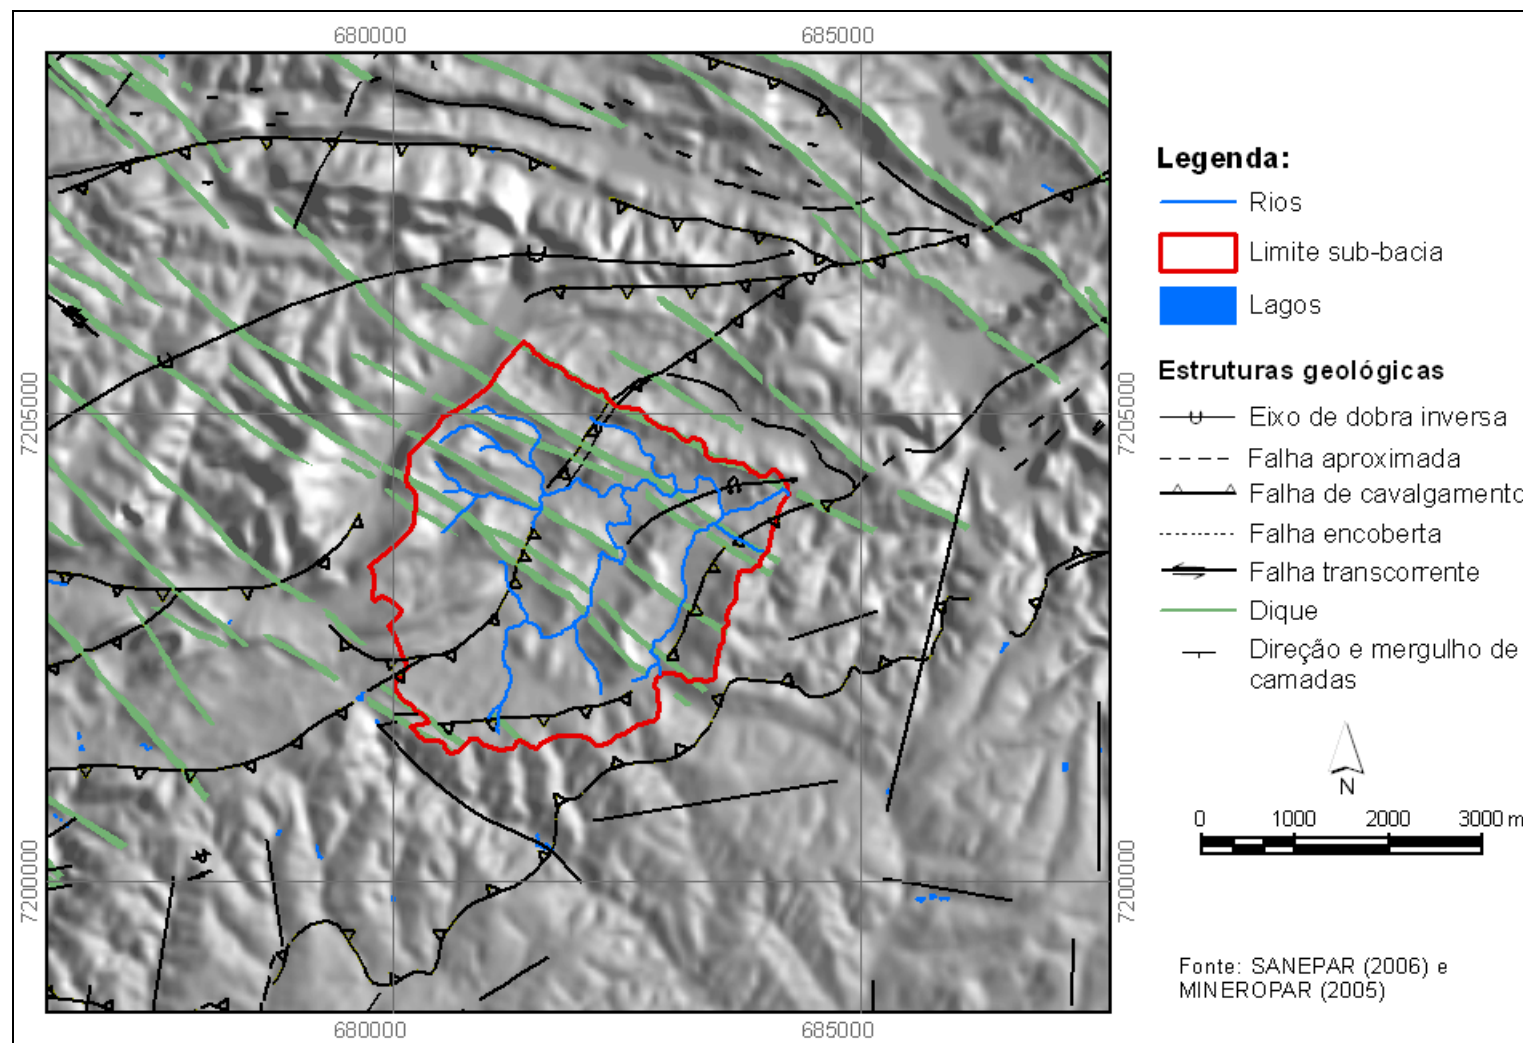 680000
685000
7205000
7205000
7200000
7200000
680000
685000
Legenda:
Rios
Limite sub-bacia
Lagos
Estruturas geológicas
Eixo de dobra inversa
Falha aproximada
Falha de cavalgamento
Falha encoberta
Falha transcorrente
Dique
Direção e mergulho de
camadas
N
0 1000 2000 3000 m
Fonte: SANEPAR (2006) e
MINEROPAR (2005)